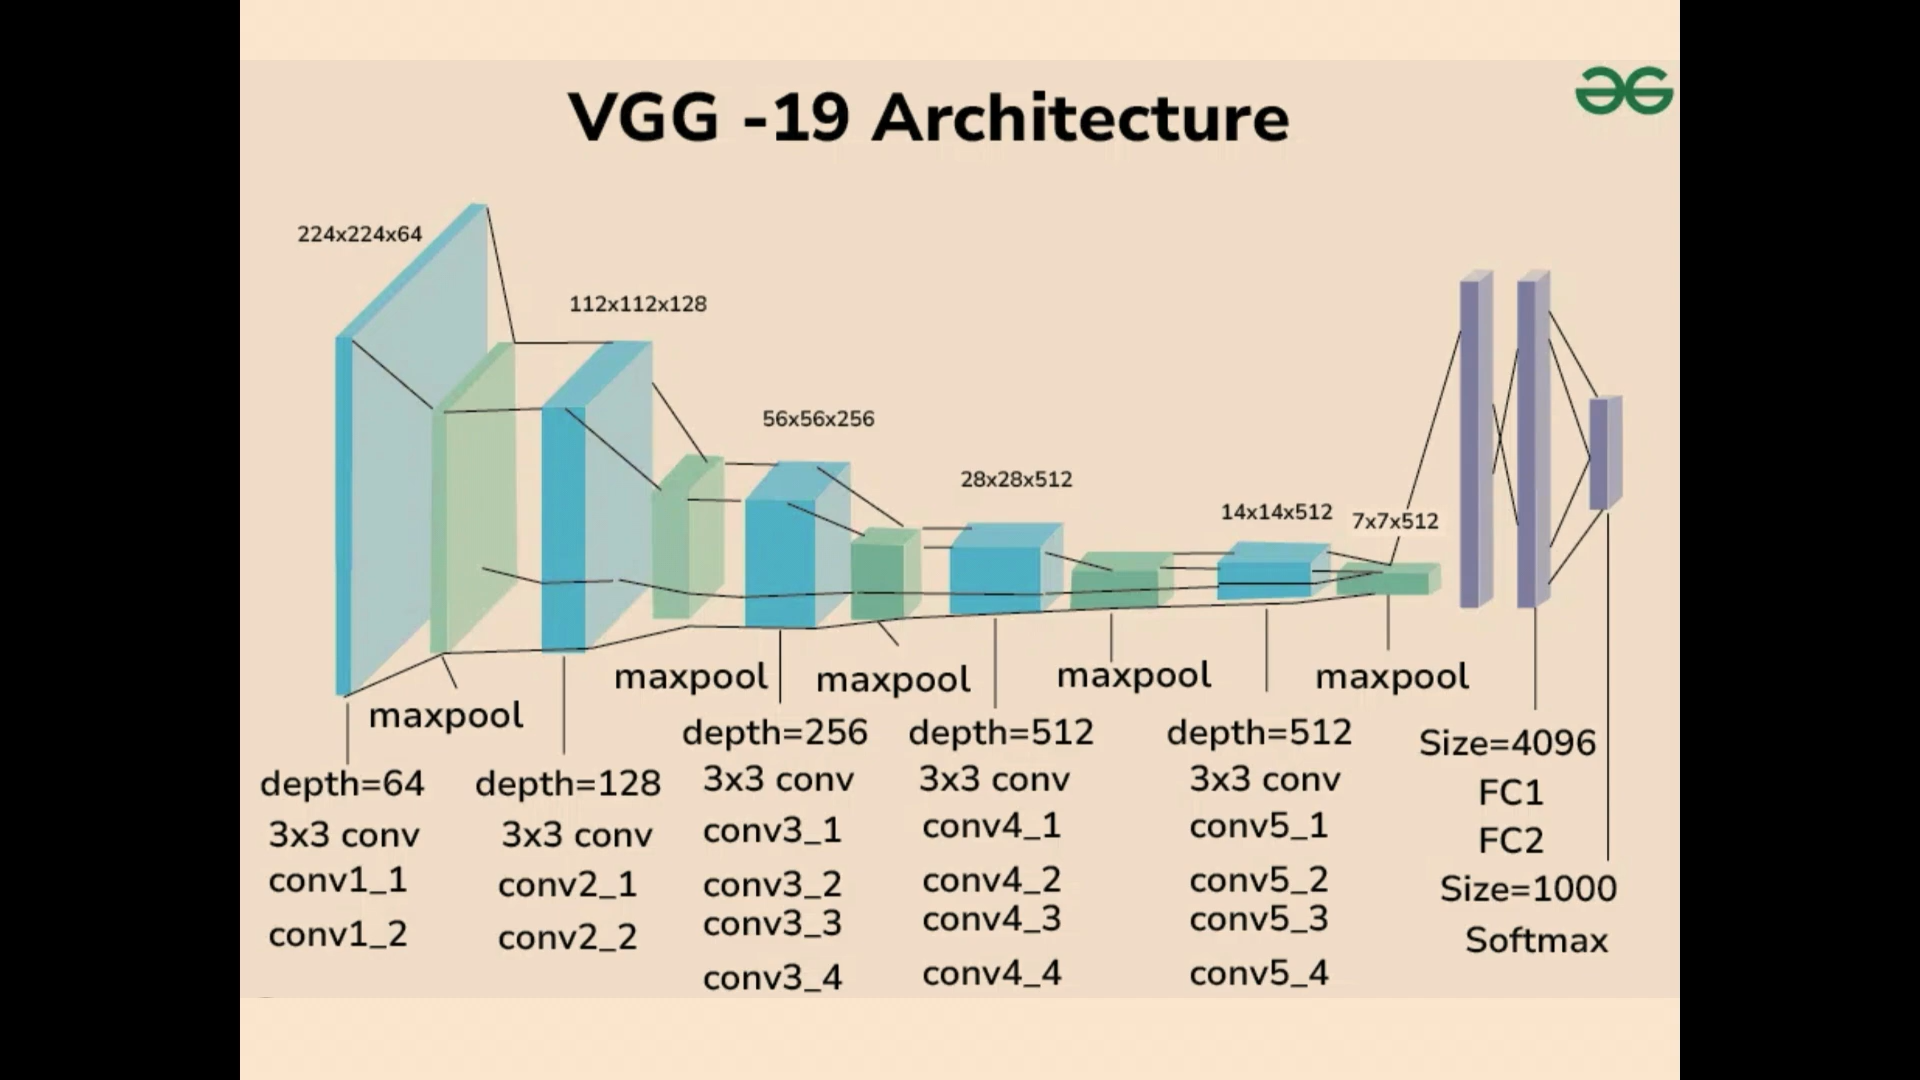 VGG -19 Architecture
224x224x64
112x112x128
56x56x256
28x28x512
14x14x512
7x7x512
maxpool
maxpool
maxpool
maxpool
maxpool
depth=64
3x3 conv
conv1_1
conv1_2
depth=128
3x3 conv
conv2_1
conv2_2
depth=256
3x3 conv
conv3_1
conv3_2
conv3_3
conv3_4
depth=512
3x3 conv
conv4_1
conv4_2
conv4_3
conv4_4
depth=512
3x3 conv
conv5_1
conv5_2
conv5_3
conv5_4
Size=4096
FC1
FC2
Size=1000
Softmax